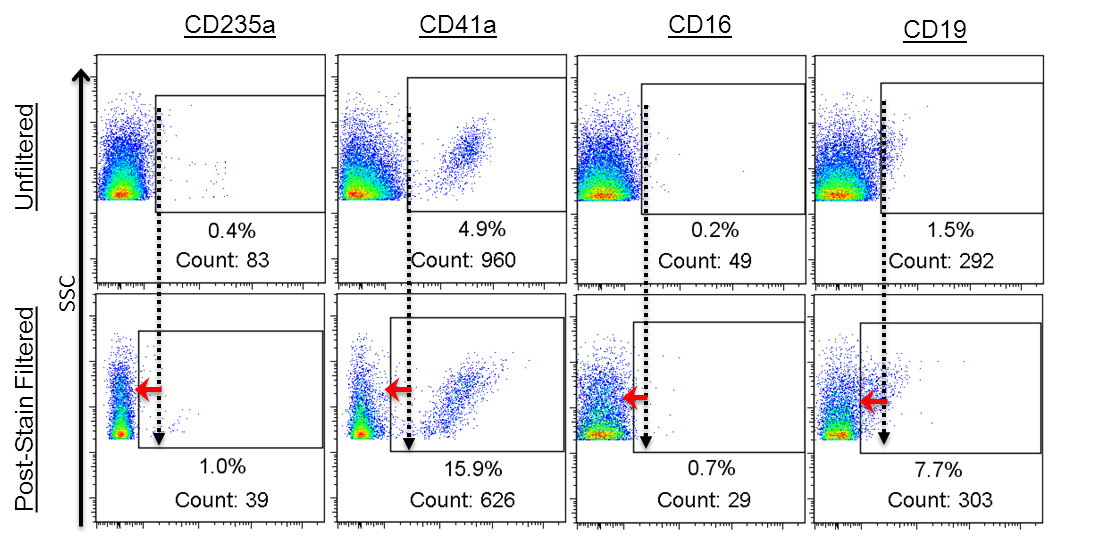 CD235a CD41a CD16 CD19
Unfiltered
0.4% 4.9% 0.2% 1.5%
Count: 83 Count: 960 Count: 49 Count: 292
SSC
Post-Stain Filtered
1.0% 15.9% 0.7% 7.7%
Count: 39 Count: 626 Count: 29 Count: 303